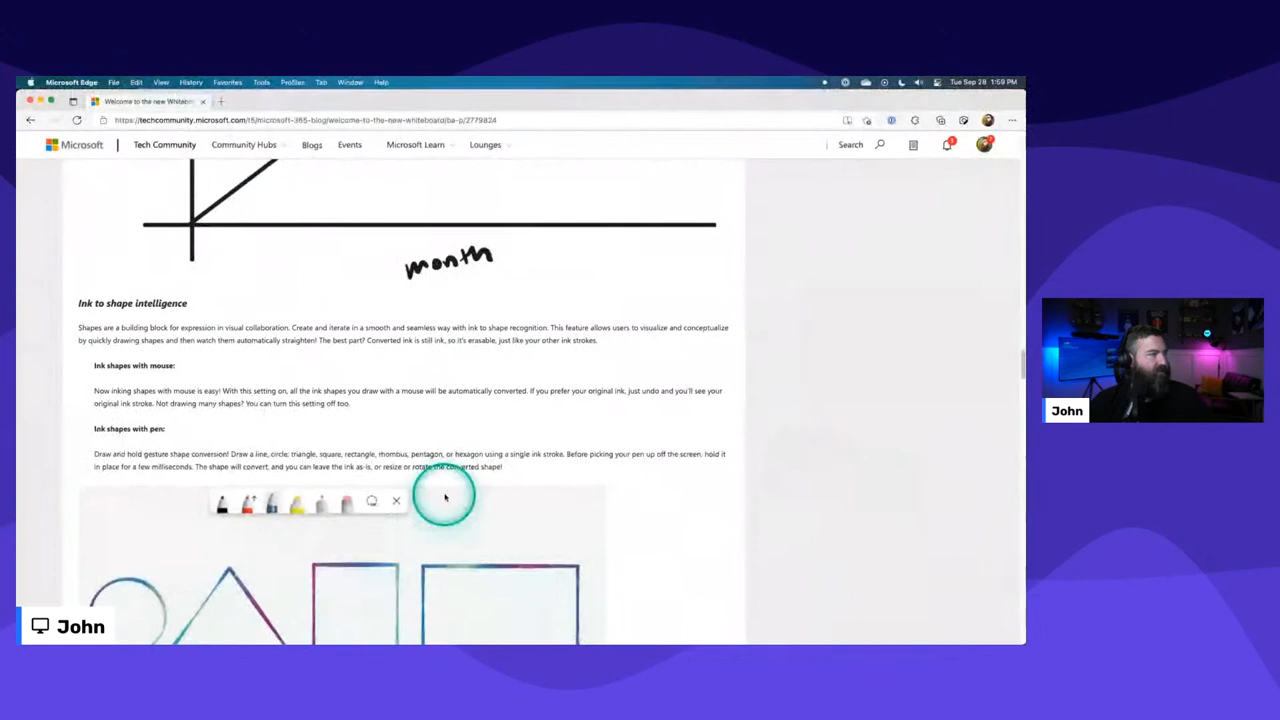 Microsoft Edge File Edit View History Favorites Tools Profiles Tab Window Help
Tue Sep 28 1:59 PM
Welcome to the new Whitebo
https://techcommunity.microsoft.com/t5/microsoft-365-blog/welcome-to-the-new-whiteboard/ba-p/2779824
Microsoft Tech Community Community Hubs Blogs Events Microsoft Learn Lounges Search
month
Ink to shape intelligence
Shapes are a building block for expression in visual collaboration. Create and iterate in a smooth and seamless way with ink to shape recognition. This feature allows users to visualize and conceptualize
by quickly drawing shapes and then watch them automatically straighten! The best part? Converted ink is still ink, so it's erasable, just like your other ink strokes.
Ink shapes with mouse:
Now inking shapes with mouse is easy! With this setting on, all the ink shapes you draw with a mouse will be automatically converted. If you prefer your original ink, just undo and you'll see your
original ink stroke. Not drawing many shapes? You can turn this setting off too.
Ink shapes with pen:
Draw and hold gesture shape conversion! Draw a line, circle, triangle, square, rectangle, rhombus, pentagon, or hexagon using a single ink stroke. Before picking your pen up off the screen, hold it
in place for a few milliseconds. The shape will convert, and you can leave the ink as-is, or resize or rotate the converted shape!
John
John